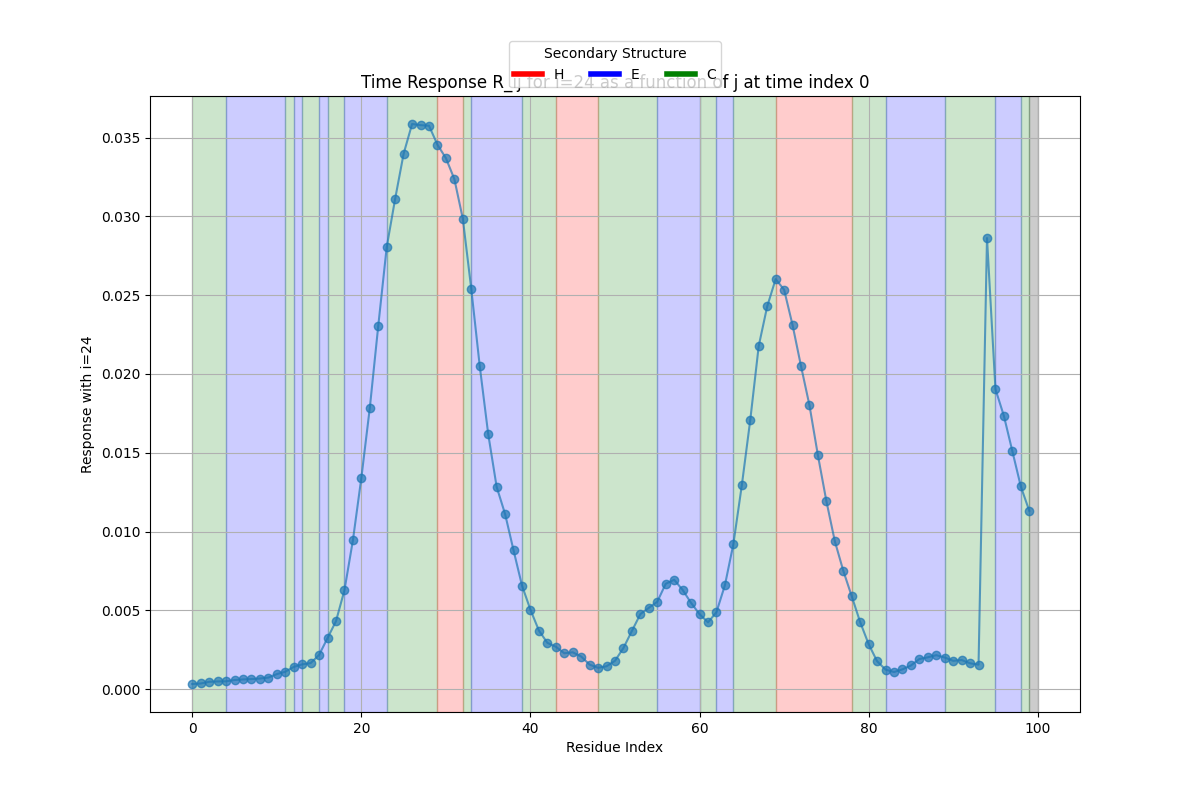 Secondary Structure
H E C
Time Response R_ij for i=24 as a function of j at time index 0
Response with i=24
0.035
0.030
0.025
0.020
0.015
0.010
0.005
0.000
0 20 40 60 80 100
Residue Index